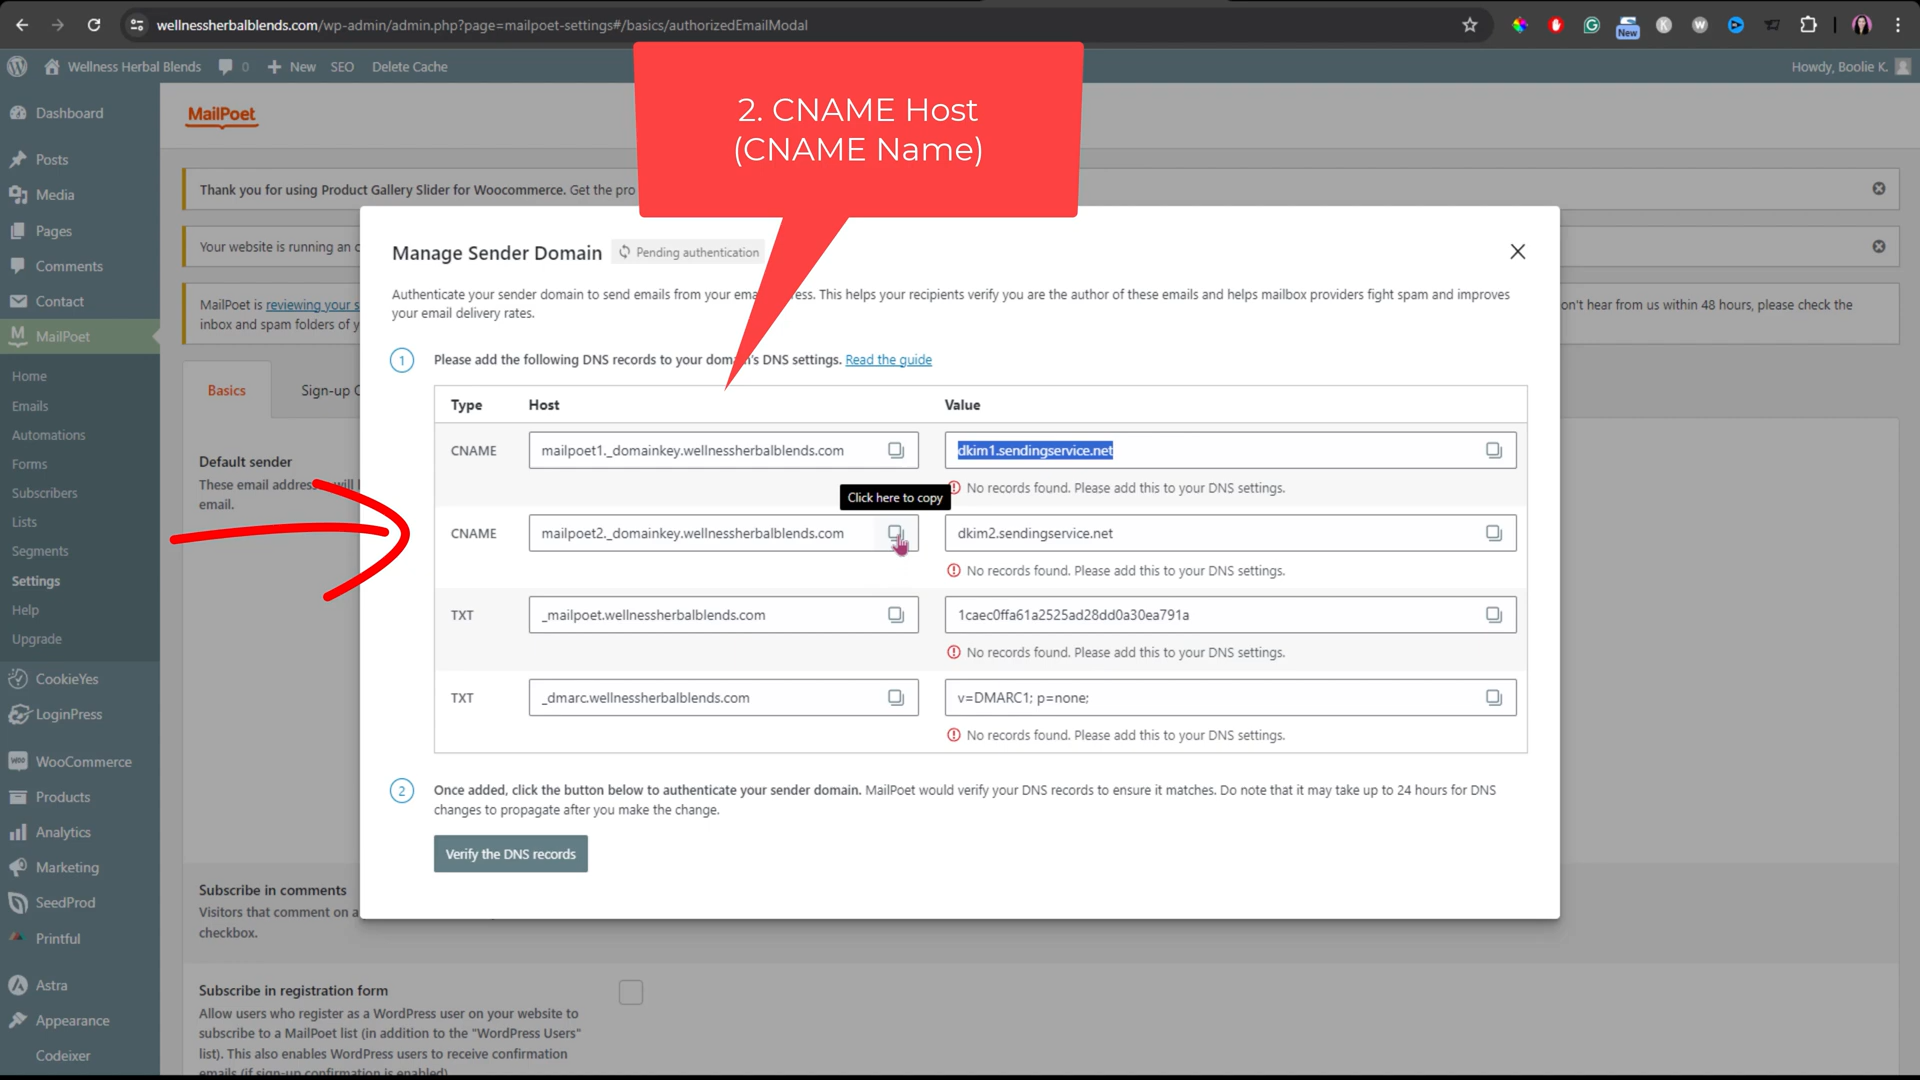 wellnessherbalblends.com/wp-admin/admin.php?page=mailpoet-settings#/basics/authorizedEmailModal
New
Wellness Herbal Blends
0
New
SEO
Delete Cache
Howdy, Boolie K.
2. CNAME Host
(CNAME Name)
Dashboard
Posts
Media
Pages
Comments
Contact
MailPoet
Home
Emails
Automations
Forms
Subscribers
Lists
Segments
Settings
Help
Upgrade
CookieYes
LoginPress
WooCommerce
Products
Analytics
Marketing
SeedProd
Printful
Astra
Appearance
Codeixer
MailPoet
Thank you for using Product Gallery Slider for Woocommerce. Get the pro
Your website is running an
MailPoet is reviewing your s
on't hear from us within 48 hours, please check the
inbox and spam folders of y
Basics
Sign-up
Default sender
These email address
email.
Manage Sender Domain
Pending authentication
Authenticate your sender domain to send emails from your ema ress. This helps your recipients verify you are the author of these emails and helps mailbox providers fight spam and improves
your email delivery rates.
1
Please add the following DNS records to your domain's DNS settings. Read the guide
Type Host Value
CNAME mailpoet1._domainkey.wellnessherbalblends.com dkim1.sendingservice.net
No records found. Please add this to your DNS settings.
Click here to copy
CNAME mailpoet2._domainkey.wellnessherbalblends.com dkim2.sendingservice.net
No records found. Please add this to your DNS settings.
TXT _mailpoet.wellnessherbalblends.com 1caec0ffa61a2525ad28dd0a30ea791a
No records found. Please add this to your DNS settings.
TXT _dmarc.wellnessherbalblends.com v=DMARC1; p=none;
No records found. Please add this to your DNS settings.
2
Once added, click the button below to authenticate your sender domain. MailPoet would verify your DNS records to ensure it matches. Do note that it may take up to 24 hours for DNS
changes to propagate after you make the change.
Verify the DNS records
Subscribe in comments
Visitors that comment on a
checkbox.
Subscribe in registration form
Allow users who register as a WordPress user on your website to
subscribe to a MailPoet list (in addition to the "WordPress Users"
list). This also enables WordPress users to receive confirmation
emails (if sign-up confirmation is enabled)